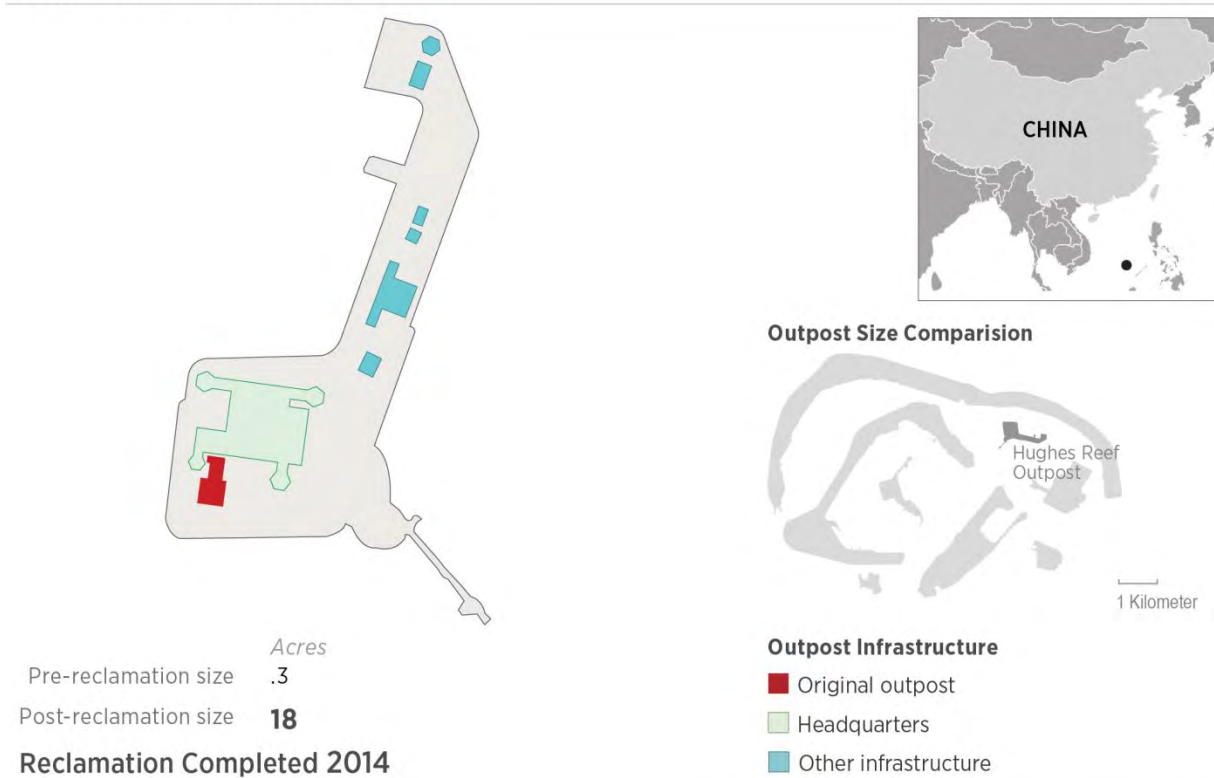 CHINA
Outpost Size Comparision
Hughes Reef
Outpost
1 Kilometer
Acres
Pre-reclamation size .3
Post-reclamation size 18
Reclamation Completed 2014
Outpost Infrastructure
Original outpost
Headquarters
Other infrastructure